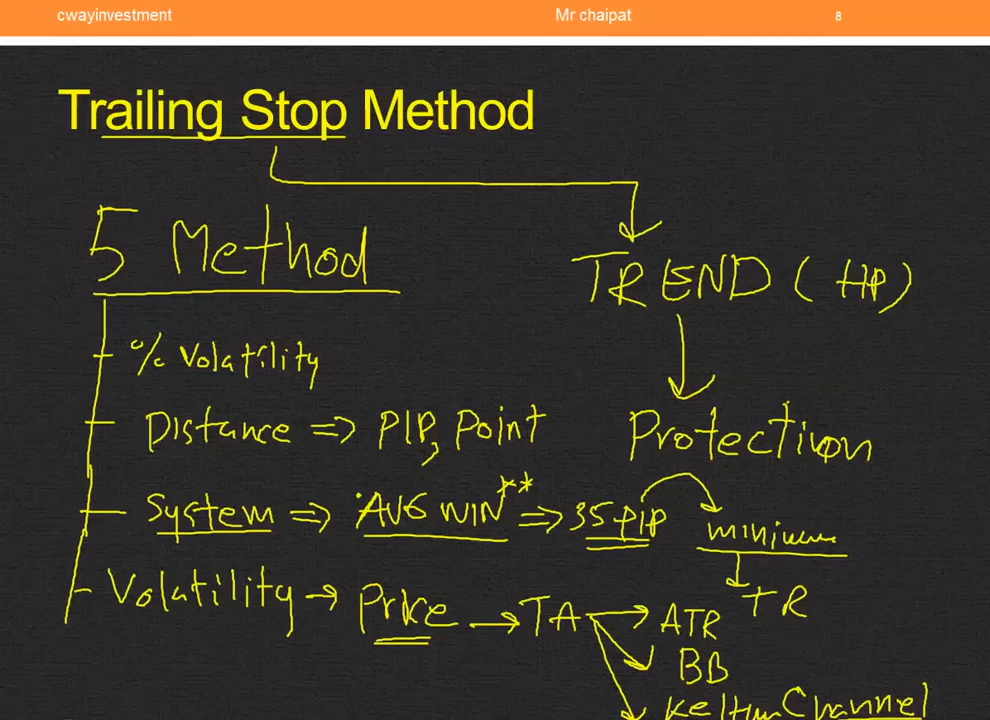 cwayinvestment Mr chaipat 8
Trailing Stop Method
5 Method
TREND (HP)
% Volatility
Distance => PIP, Point
Protection
System => AVG WIN** => 35 PIP minimum
TR
Volatility → Price → TA → ATR
BB
Keltner Channel